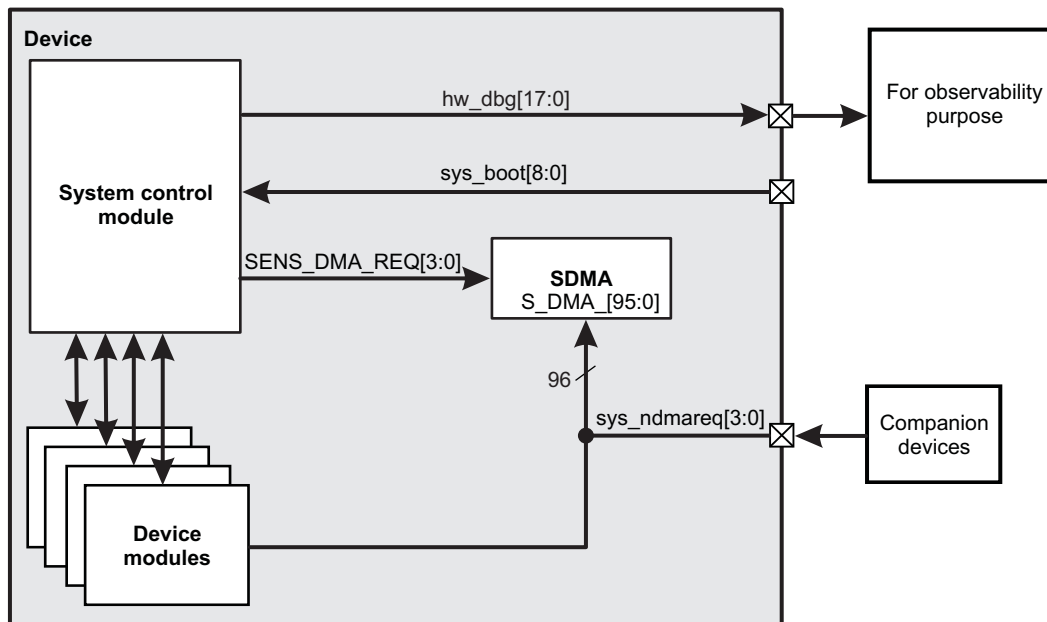 Device
hw_dbg[17:0]
For observability
purpose
sys_boot[8:0]
System control
module
SENS_DMA_REQ[3:0]
SDMA
S_DMA_[95:0]
96
sys_ndmareq[3:0]
Companion
devices
Device
modules